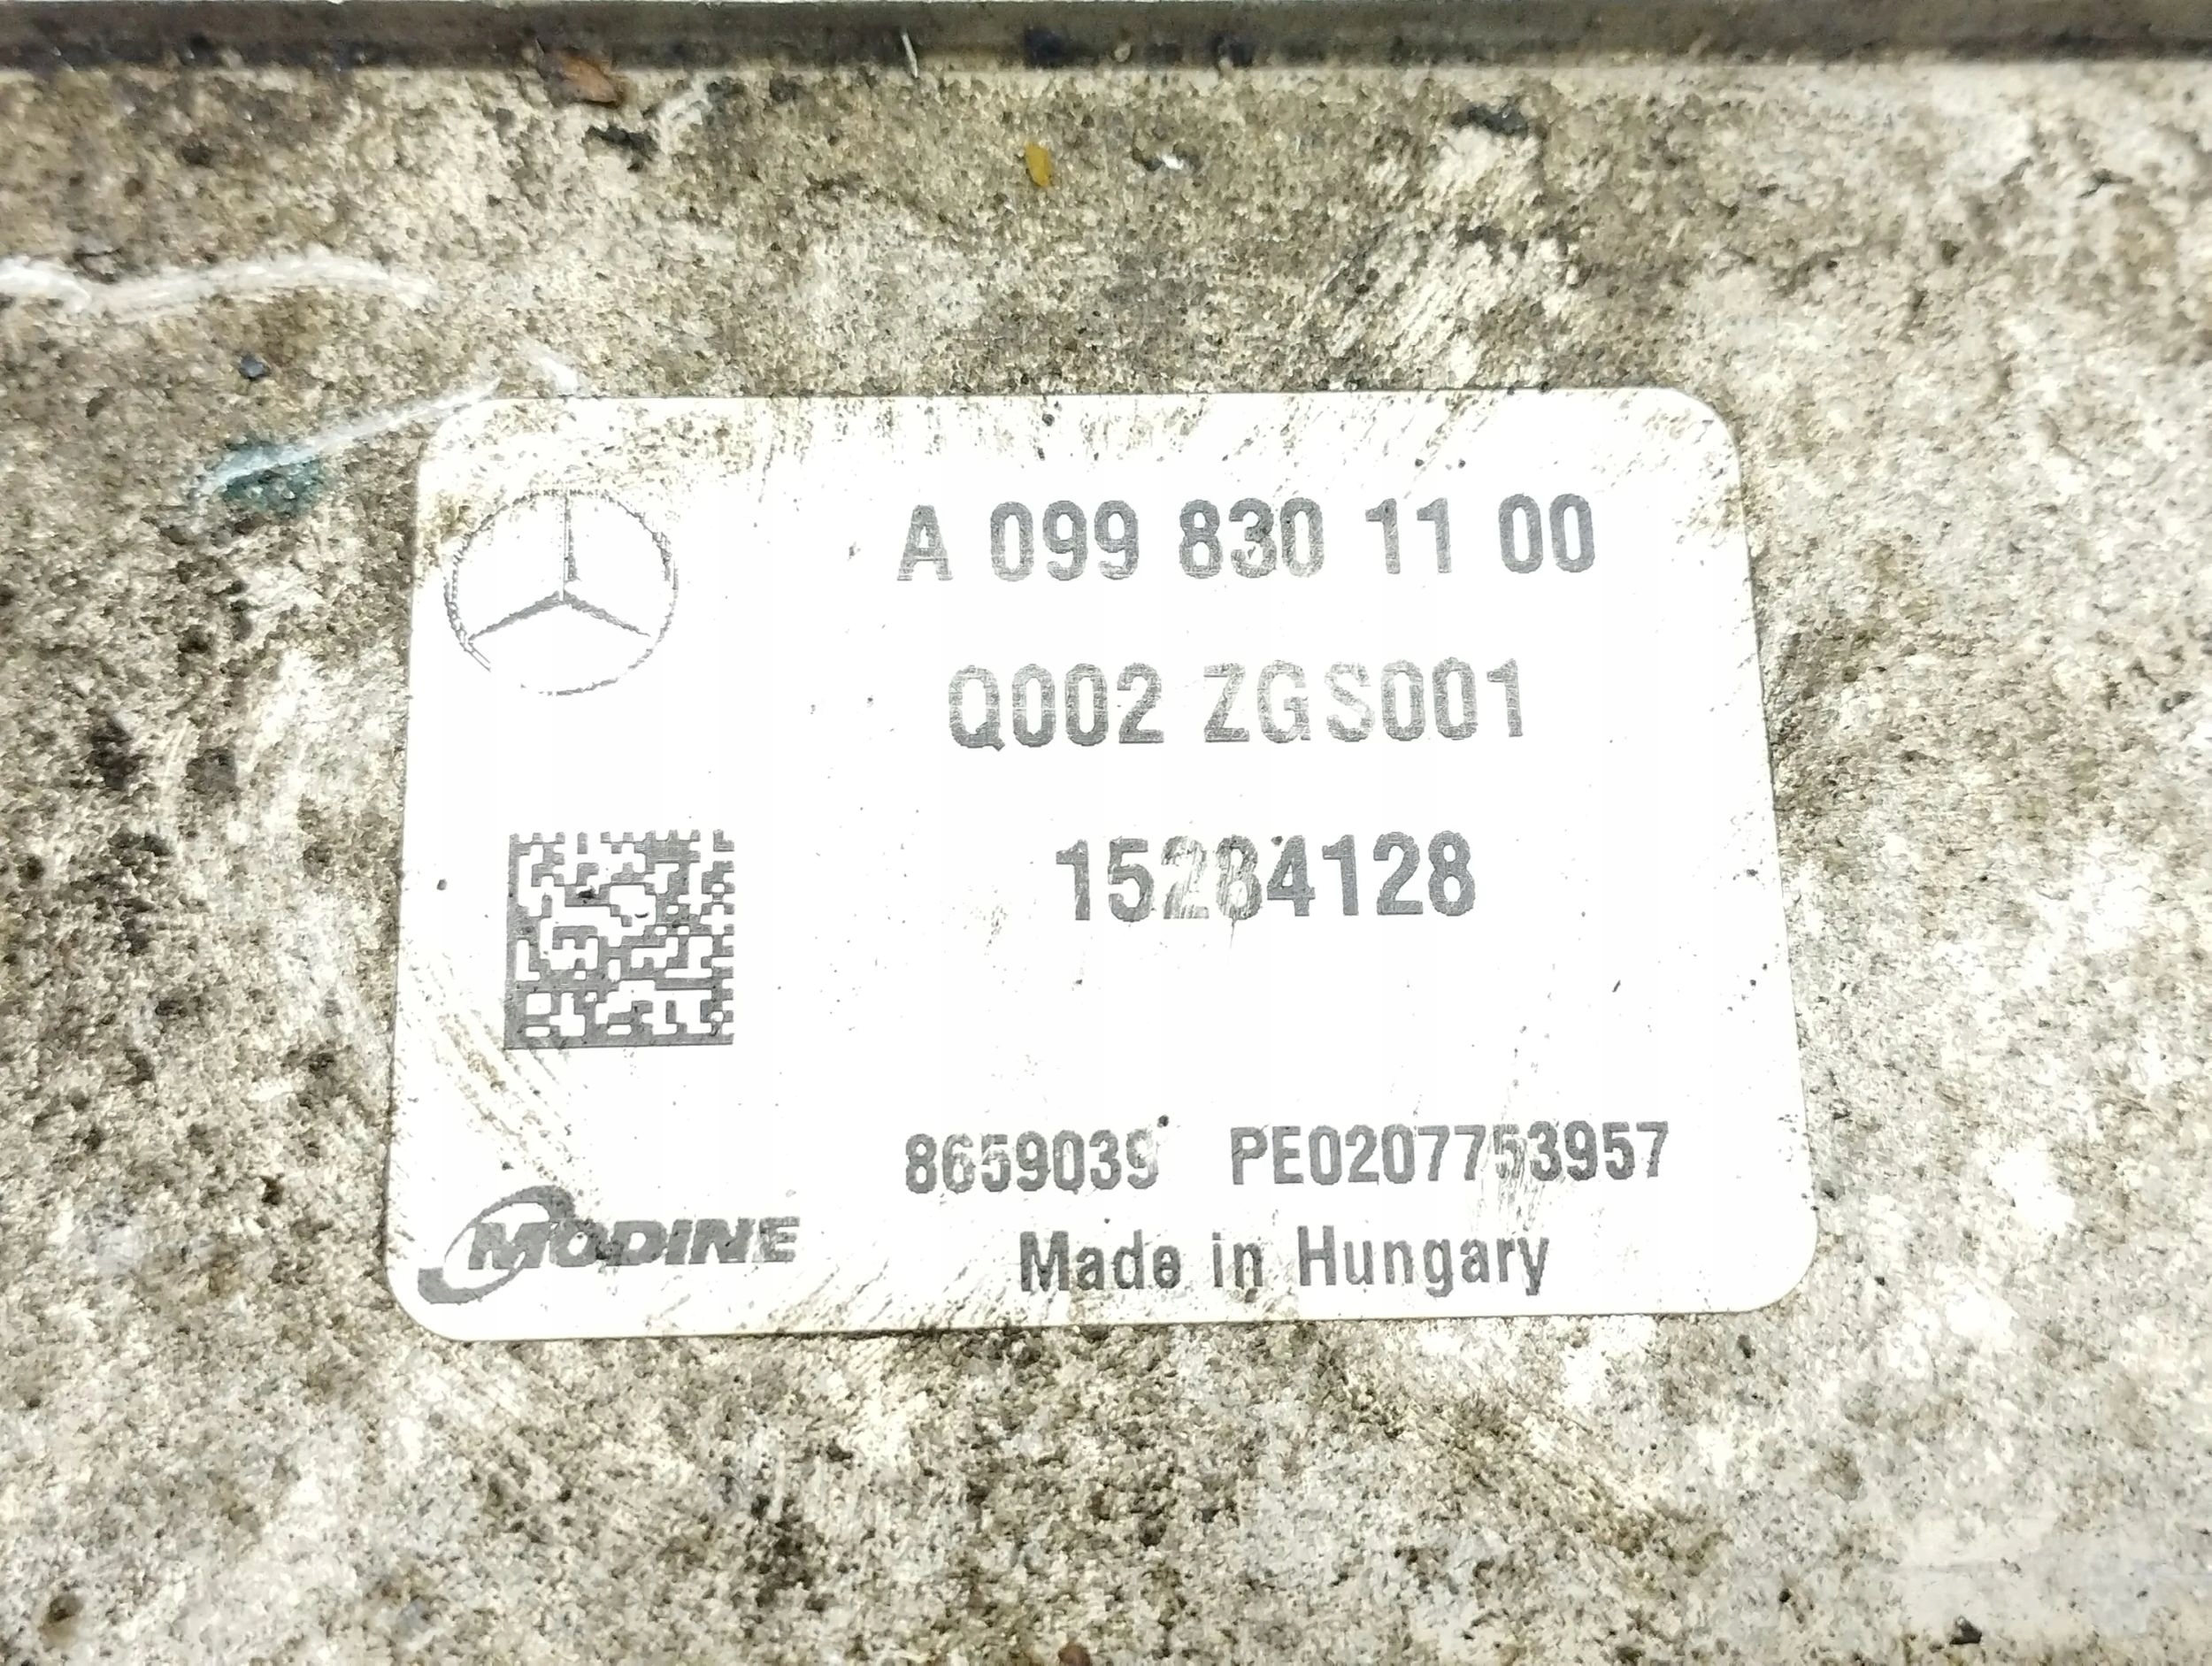 A 099 830 11 00
Q002 ZGS001
15284128
8659039 PE0207753957
MODINE
Made in Hungary